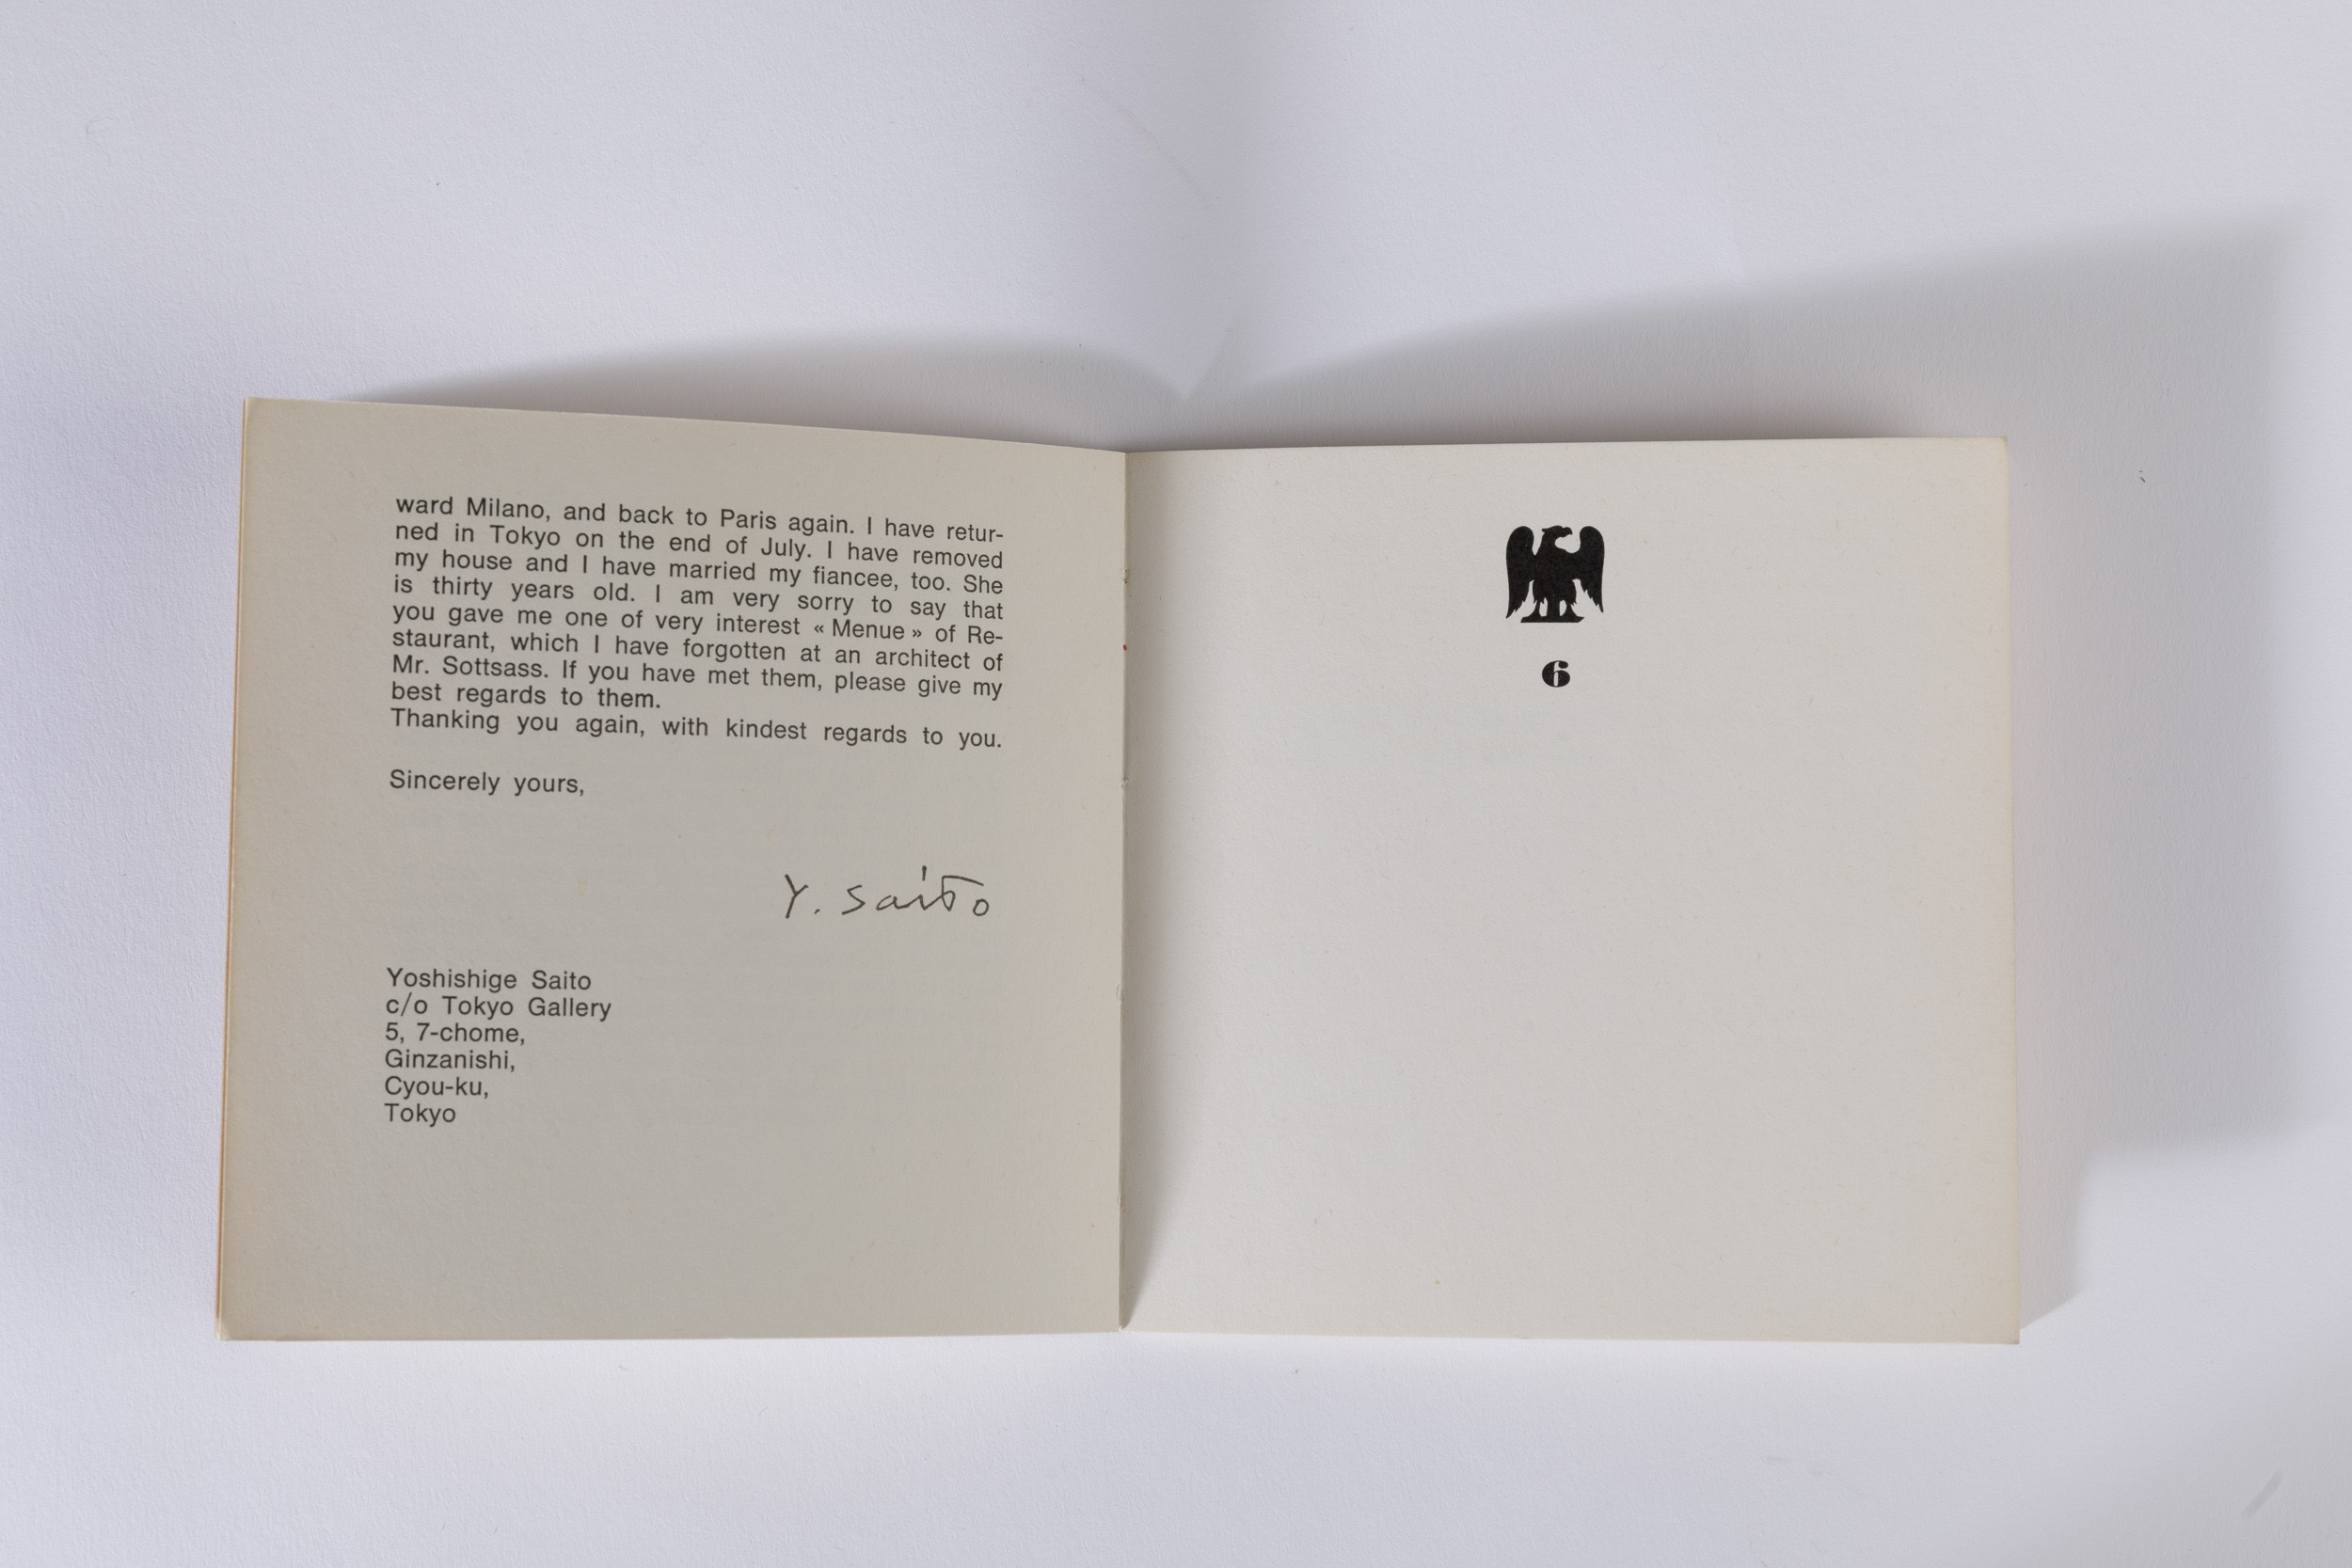 ward Milano, and back to Paris again. I have retur-
ned in Tokyo on the end of July. I have removed
my house and I have married my fiancee, too. She
is thirty years old. I am very sorry to say that
you gave me one of very interest « Menue » of Re-
staurant, which I have forgotten at an architect of
Mr. Sottsass. If you have met them, please give my
best regards to them.
Thanking you again, with kindest regards to you.
Sincerely yours,
Y. Saito
Yoshishige Saito
c/o Tokyo Gallery
5, 7-chome,
Ginzanishi,
Cyou-ku,
Tokyo
6